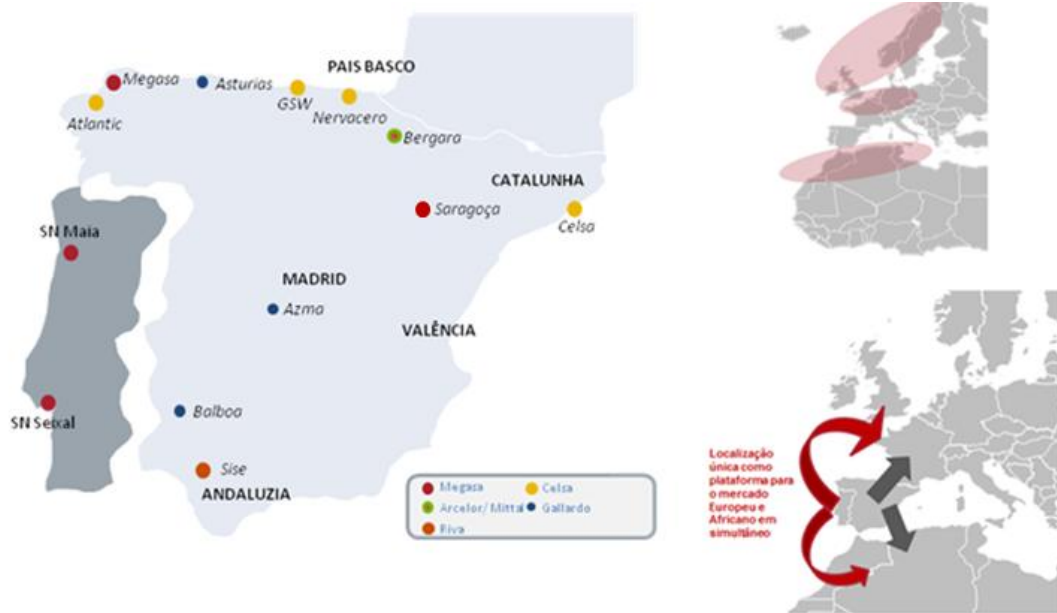 PAIS BASCO
Megasa
Asturias
GSW
Nervacero
Atlantic
Bergara
CATALUNHA
Saragoça
Celsa
SN Maia
MADRID
Azma
VALÊNCIA
Balboa
SN Seixal
Sise
ANDALUZIA
Megasa
Celsa
Arcelor/ Mittal
Gallardo
Riva
Localização
única como
plataforma para
o mercado
Europeu e
Africano em
simultâneo